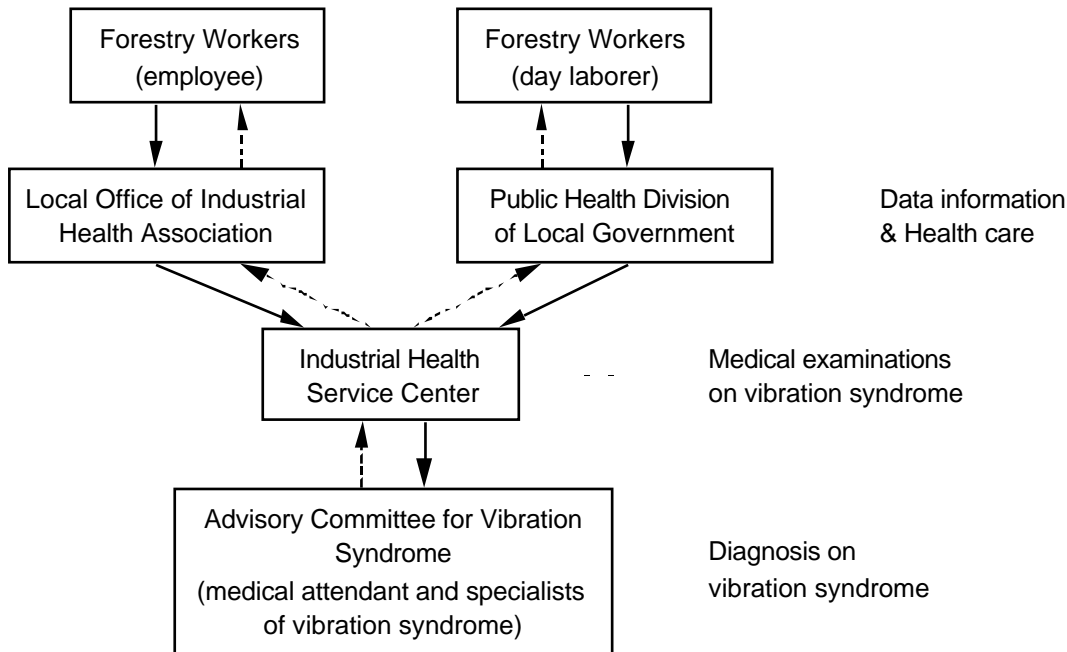 Forestry Workers
(employee)
Forestry Workers
(day laborer)
Local Office of Industrial
Health Association
Public Health Division
of Local Government
Data information
& Health care
Industrial Health
Service Center
Medical examinations
on vibration syndrome
Advisory Committee for Vibration
Syndrome
(medical attendant and specialists
of vibration syndrome)
Diagnosis on
vibration syndrome